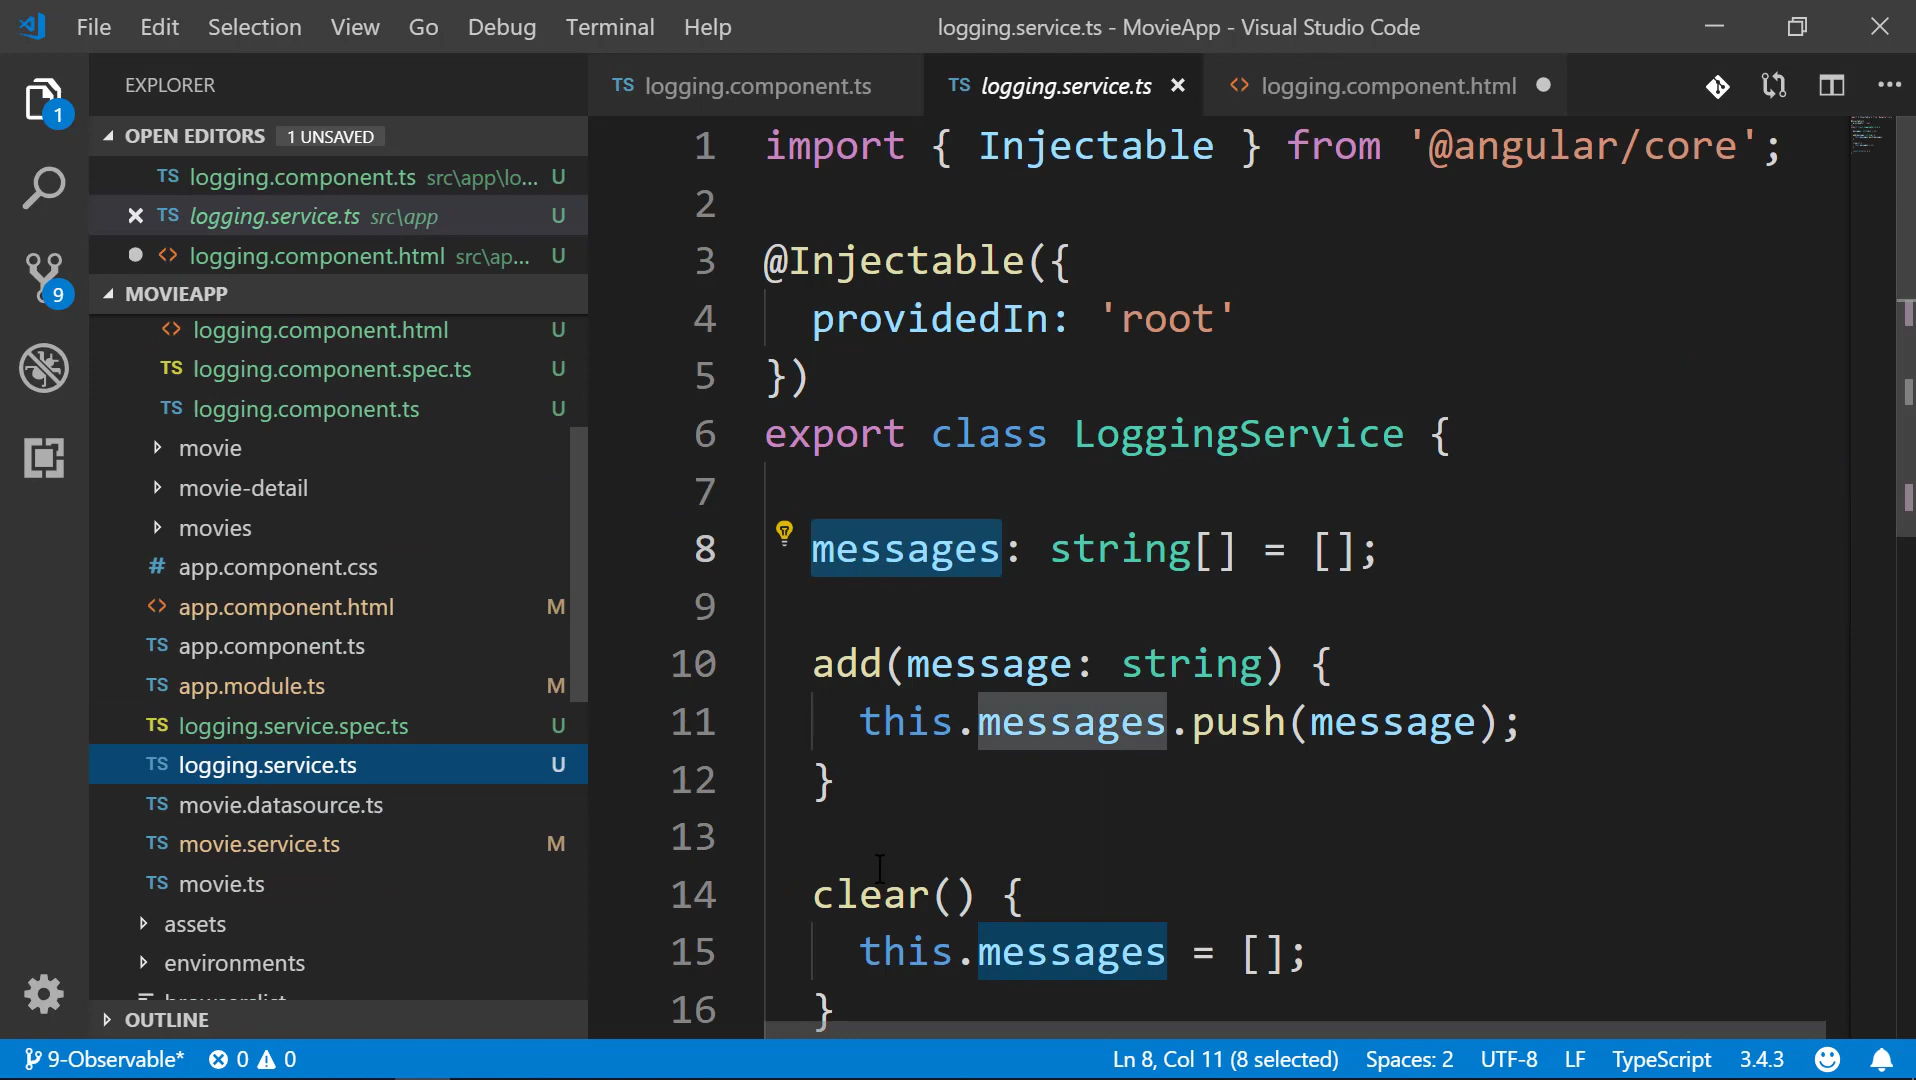 File Edit Selection View Go Debug Terminal Help logging.service.ts - MovieApp - Visual Studio Code
EXPLORER
1
OPEN EDITORS 1 UNSAVED
TS logging.component.ts src\app\lo... U
TS logging.service.ts src\app U
<> logging.component.html src\ap... U
9
MOVIEAPP
<> logging.component.html U
TS logging.component.spec.ts U
TS logging.component.ts U
movie
movie-detail
movies
# app.component.css
<> app.component.html M
TS app.component.ts
TS app.module.ts M
TS logging.service.spec.ts U
TS logging.service.ts U
TS movie.datasource.ts
TS movie.service.ts M
TS movie.ts
assets
environments
OUTLINE
TS logging.component.ts TS logging.service.ts <> logging.component.html
1 import { Injectable } from '@angular/core';
2
3 @Injectable({
4 providedIn: 'root'
5 })
6 export class LoggingService {
7
8 messages: string[] = [];
9
10 add(message: string) {
11 this.messages.push(message);
12 }
13
14 clear() {
15 this.messages = [];
16 }
9-Observable* 0 0 Ln 8, Col 11 (8 selected) Spaces: 2 UTF-8 LF TypeScript 3.4.3